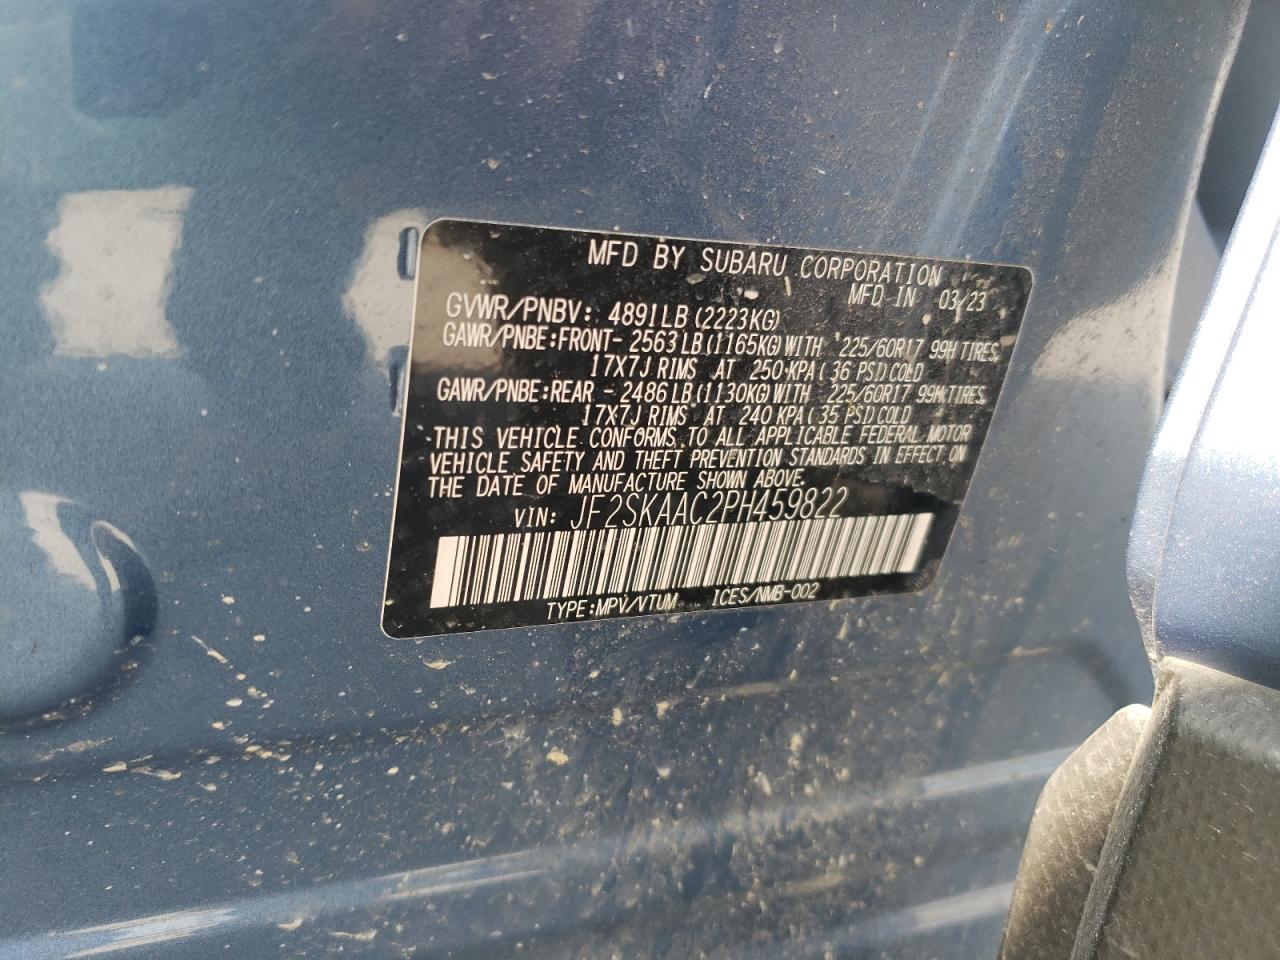 MFD BY SUBARU CORPORATION
MFD IN 03/23
GVWR/PNBV: 4891LB(2223KG)
GAWR/PNBE:FRONT- 2563LB(1165KG)WITH 225/60R17 99H TIRES,
17X7J RIMS AT 250 KPA(36 PSI)COLD
GAWR/PNBE:REAR - 2486LB(1130KG)WITH 225/60R17 99H TIRES,
17X7J RIMS AT 240 KPA(35 PSI)COLD
THIS VEHICLE CONFORMS TO ALL APPLICABLE FEDERAL MOTOR
VEHICLE SAFETY AND THEFT PREVENTION STANDARDS IN EFFECT ON
THE DATE OF MANUFACTURE SHOWN ABOVE.
VIN: JF2SKAAC2PH459822
TYPE:MPV/VTUM ICES/NMB-002